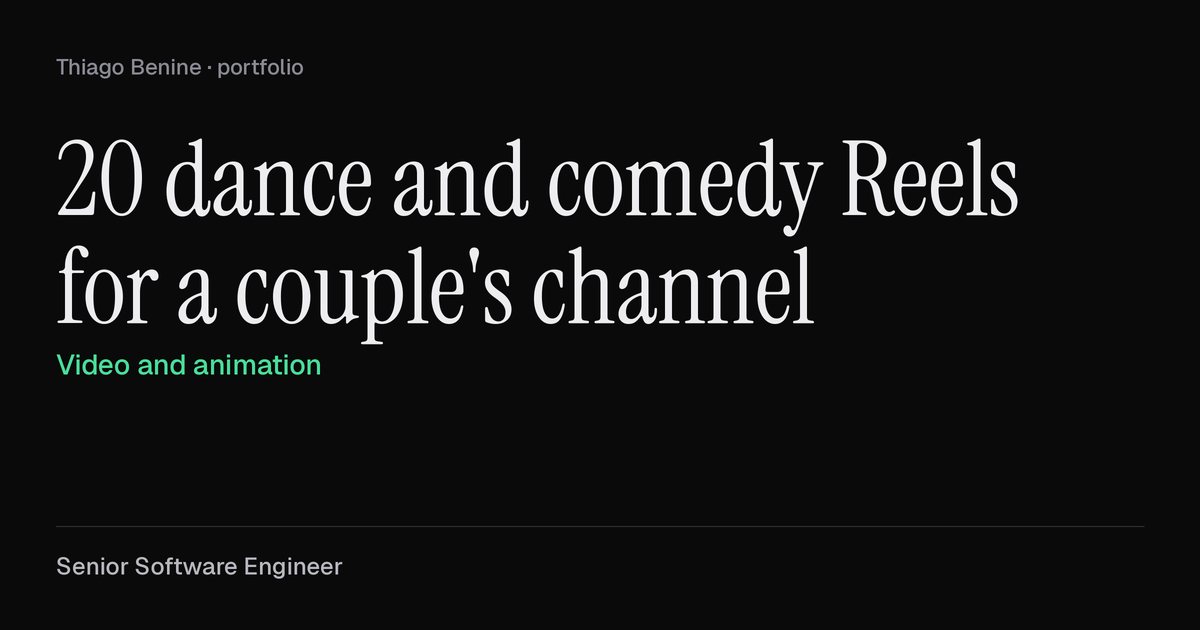 Thiago Benine · portfolio
20 dance and comedy Reels
for a couple's channel
Video and animation
Senior Software Engineer